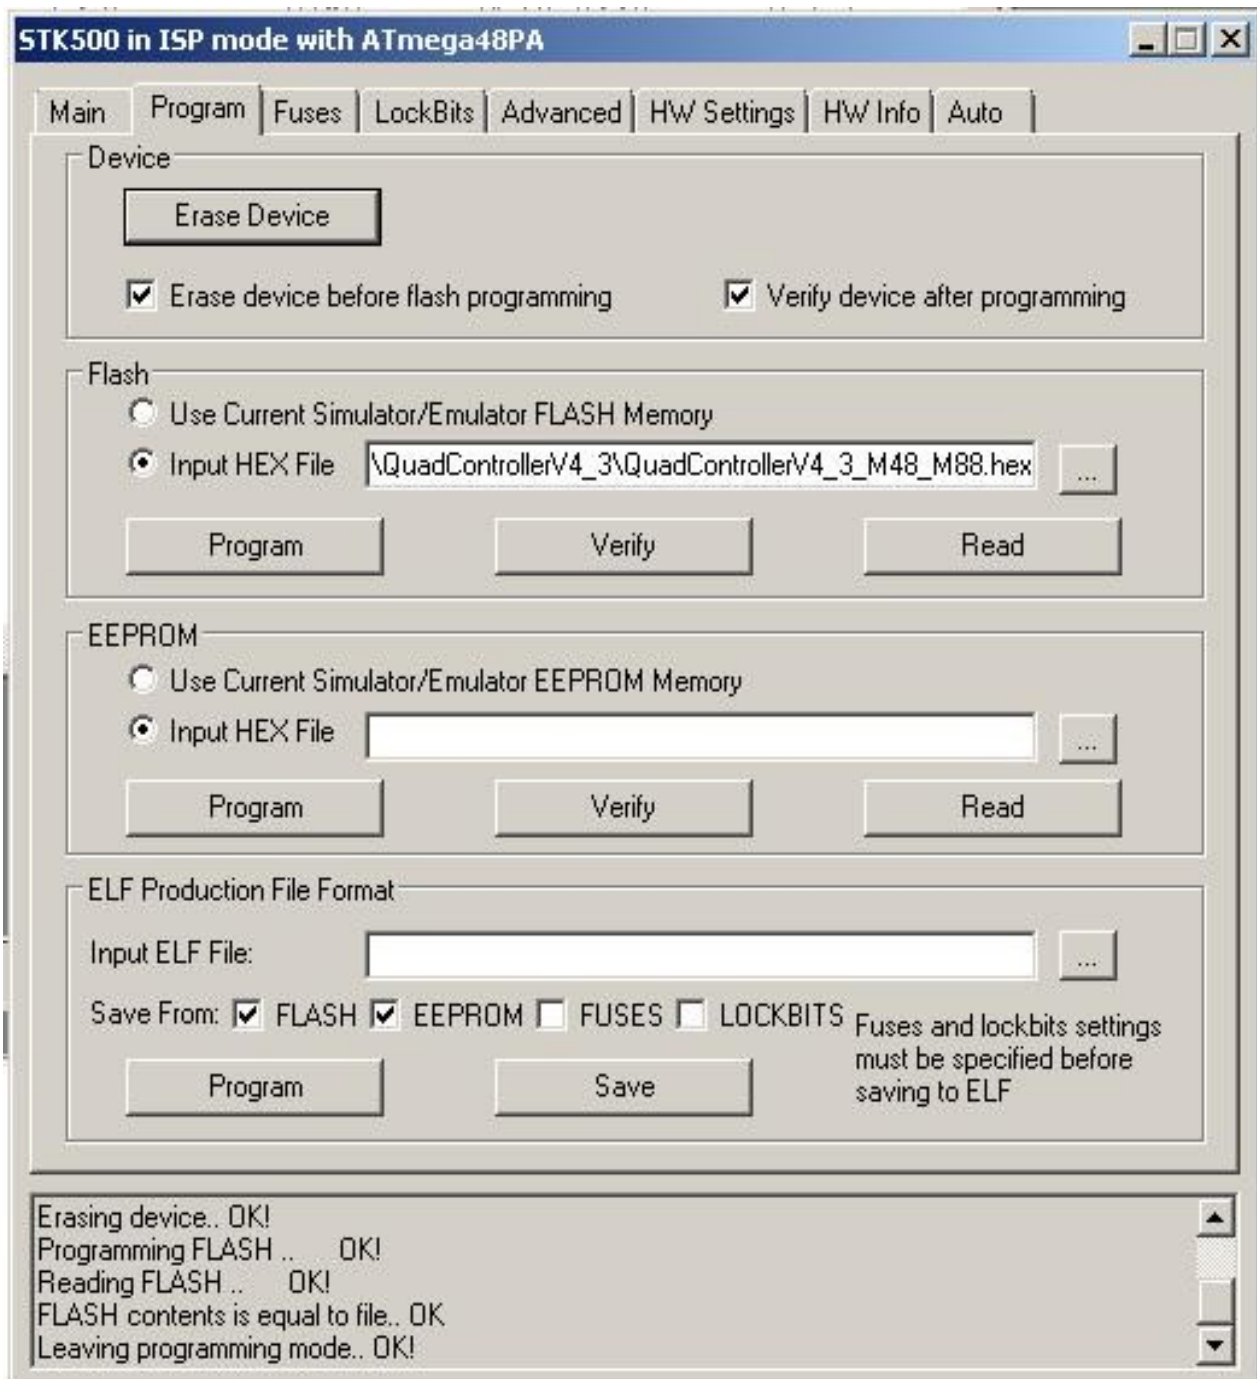 STK500 in ISP mode with ATmega48PA
Main Program Fuses LockBits Advanced HW Settings HW Info Auto
Device
Erase Device
Erase device before flash programming Verify device after programming
Flash
Use Current Simulator/Emulator FLASH Memory
Input HEX File \QuadControllerV4_3\QuadControllerV4_3_M48_M88.hex ...
Program Verify Read
EEPROM
Use Current Simulator/Emulator EEPROM Memory
Input HEX File ...
Program Verify Read
ELF Production File Format
Input ELF File: ...
Save From: FLASH EEPROM FUSES LOCKBITS
Fuses and lockbits settings
must be specified before
saving to ELF
Program Save
Erasing device.. OK!
Programming FLASH .. OK!
Reading FLASH .. OK!
FLASH contents is equal to file.. OK
Leaving programming mode.. OK!